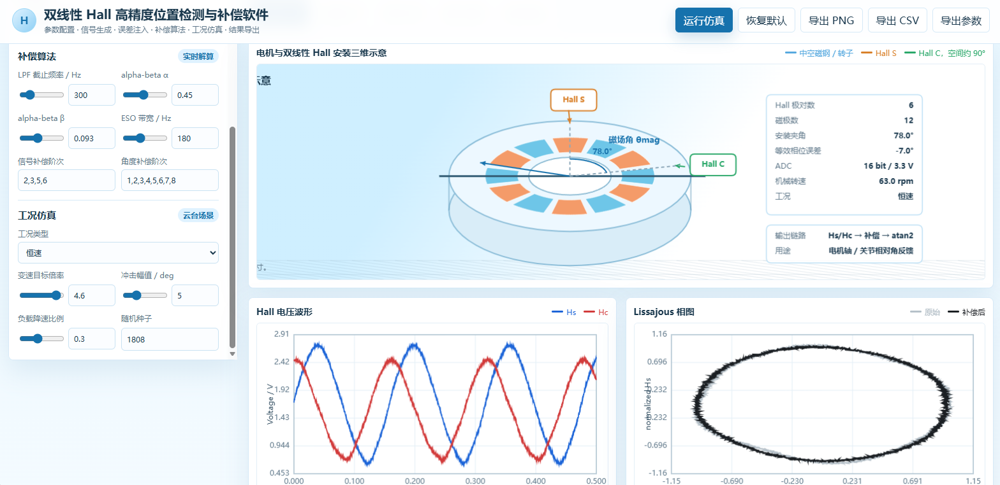 H
双线性 Hall 高精度位置检测与补偿软件
参数配置 · 信号生成 · 误差注入 · 补偿算法 · 工况仿真 · 结果导出
运行仿真
恢复默认
导出 PNG
导出 CSV
导出参数
补偿算法
实时解算
LPF 截止频率 / Hz
alpha-beta α
300
0.45
alpha-beta β
ESO 带宽 / Hz
0.093
180
信号补偿阶次
角度补偿阶次
2,3,5,6
1,2,3,4,5,6,7,8
工况仿真
云台场景
工况类型
恒速
变速目标倍率
冲击幅值 / deg
4.6
5
负载降速比例
随机种子
0.3
1808
电机与双线性 Hall 安装三维示意
中空磁钢 / 转子
Hall S
Hall C，空间约 90°
示意
Hall S
磁场角 θmag
78.0°
Hall C
寸。
Hall 极对数 6
磁极数 12
安装夹角 78.0°
等效相位误差 -7.0°
ADC 16 bit / 3.3 V
机械转速 63.0 rpm
工况 恒速
输出链路 Hs/Hc → 补偿 → atan2
用途 电机轴 / 关节相对角反馈
Hall 电压波形
Hs
Hc
2.91
2.42
1.92
1.43
0.944
0.453
Voltage / V
0.000
0.100
0.200
0.300
0.400
0.500
Lissajous 相图
原始
补偿后
1.16
0.696
0.232
-0.232
-0.696
-1.16
normalized Hs
-1.15
-0.690
-0.230
0.231
0.691
1.15